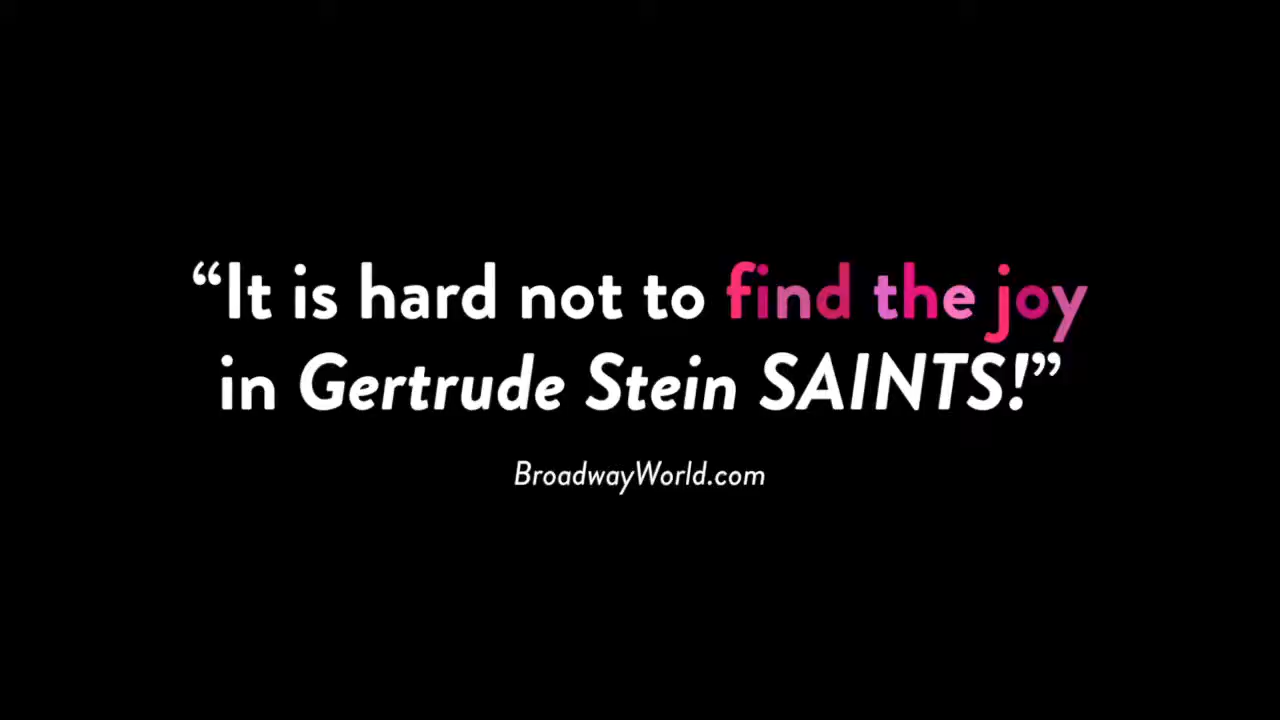 “It is hard not to find the joy
in Gertrude Stein SAINTS!”
BroadwayWorld.com